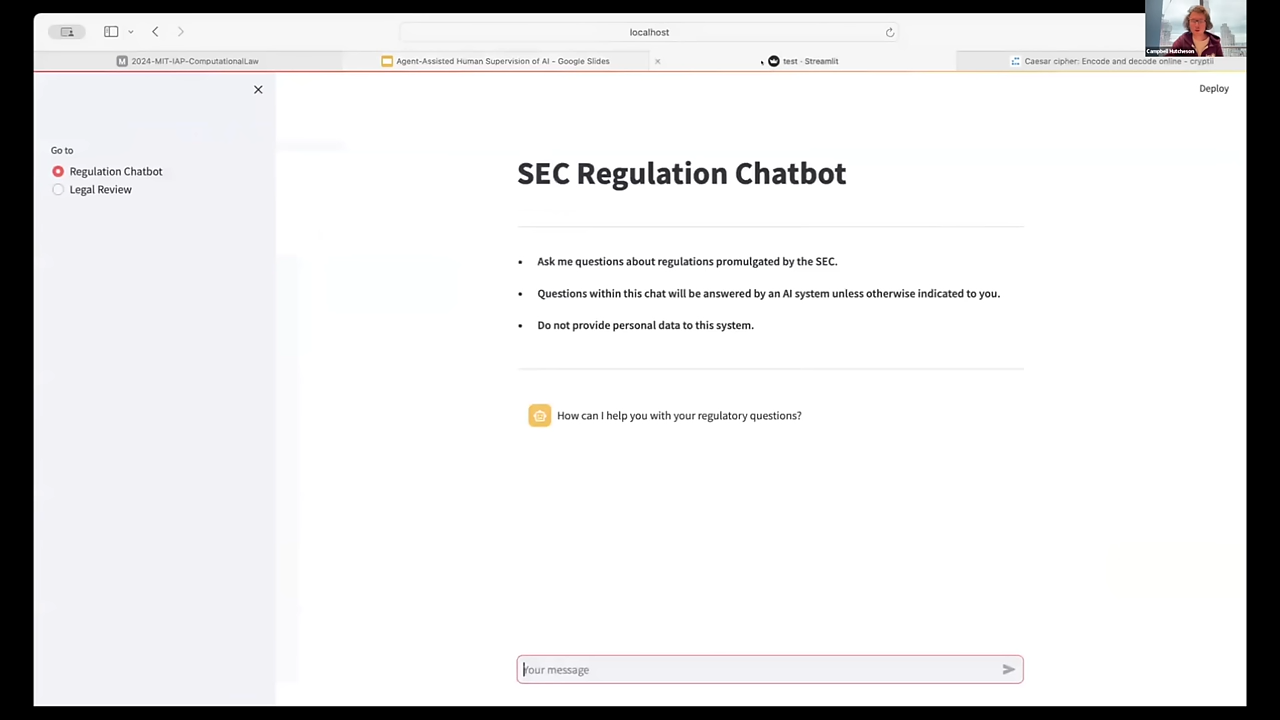 localhost
Campbell Hutcheson
2024-MIT-IAP-ComputationalLaw
Agent-Assisted Human Supervision of AI - Google Slides
test · Streamlit
Caesar cipher: Encode and decode online - cryptii
Deploy
Go to
Regulation Chatbot
Legal Review
SEC Regulation Chatbot
• Ask me questions about regulations promulgated by the SEC.
• Questions within this chat will be answered by an AI system unless otherwise indicated to you.
• Do not provide personal data to this system.
How can I help you with your regulatory questions?
Your message